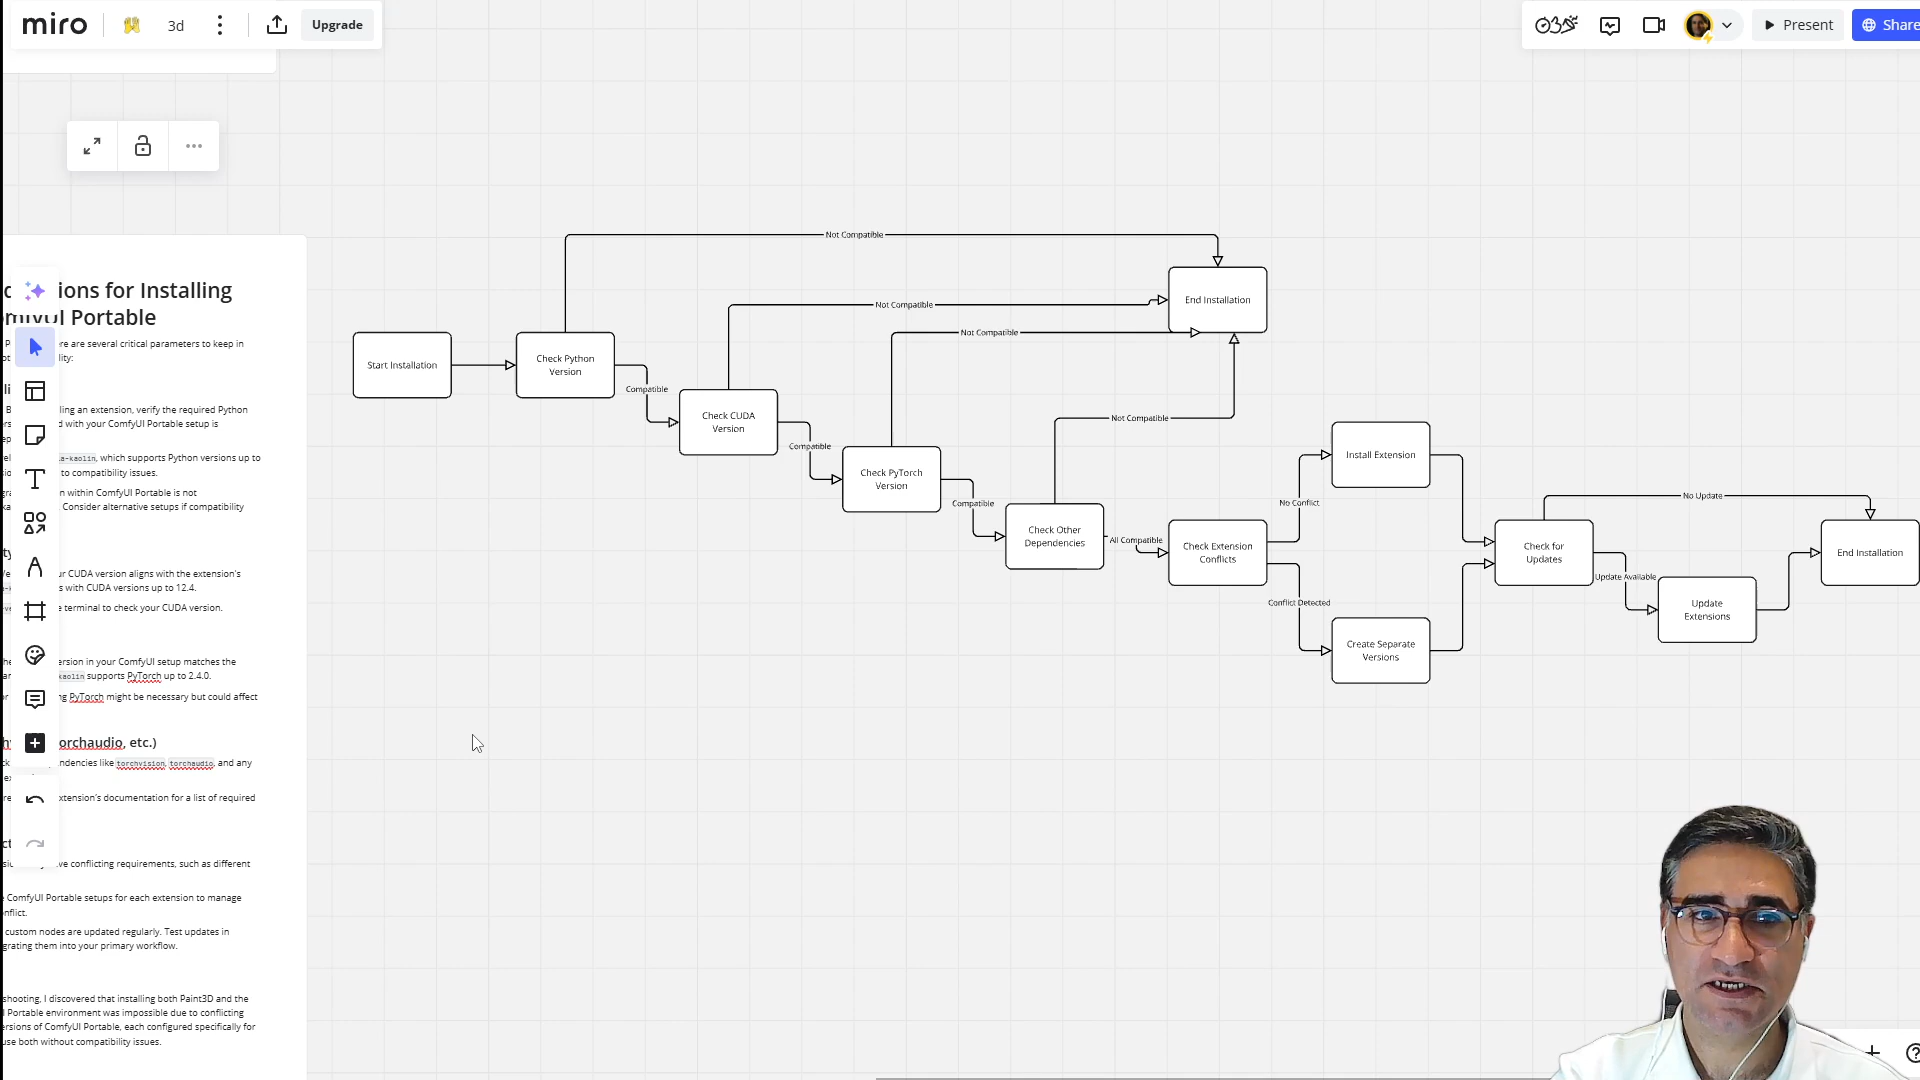 miro
3d
Upgrade
Present
Share
ions for Installing
Portable
ere are several critical parameters to keep in
lity:
ling an extension, verify the required Python
d with your ComfyUI Portable setup is
a-kaolin, which supports Python versions up to
to compatibility issues.
n within ComfyUI Portable is not
. Consider alternative setups if compatibility
ur CUDA version aligns with the extension's
s with CUDA versions up to 12.4.
e terminal to check your CUDA version.
ersion in your ComfyUI setup matches the
kaolin supports PyTorch up to 2.4.0.
ng PyTorch might be necessary but could affect
orchaudio, etc.)
ndencies like torchvision, torchaudio, and any
xtension's documentation for a list of required
ve conflicting requirements, such as different
e ComfyUI Portable setups for each extension to manage
nflict.
custom nodes are updated regularly. Test updates in
grating them into your primary workflow.
shooting, I discovered that installing both Paint3D and the
I Portable environment was impossible due to conflicting
ersions of ComfyUI Portable, each configured specifically for
use both without compatibility issues.
Not Compatible
Not Compatible
Not Compatible
End Installation
Start Installation
Check Python
Version
Compatible
Check CUDA
Version
Compatible
Check PyTorch
Version
Compatible
Not Compatible
Check Other
Dependencies
All Compatible
Check Extension
Conflicts
No Conflict
Install Extension
Conflict Detected
Create Separate
Versions
No Update
Check for
Updates
Update Available
Update
Extensions
End Installation